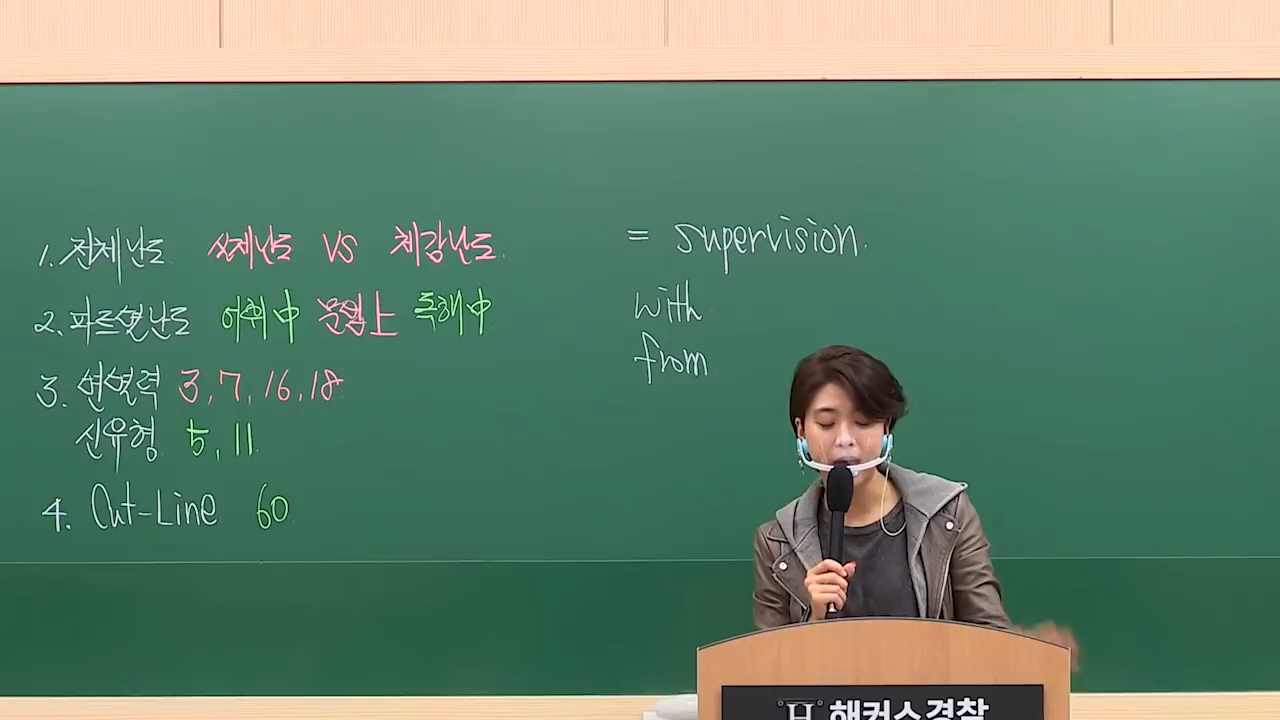 1. 전체난도 실제난도 VS 체감난도
2. 파트별난도 어휘中 문법上 독해中
3. 변별력 3, 7, 16, 18
신유형 5, 11
4. Cut-Line 60
= supervision
with
from
해커스경찰